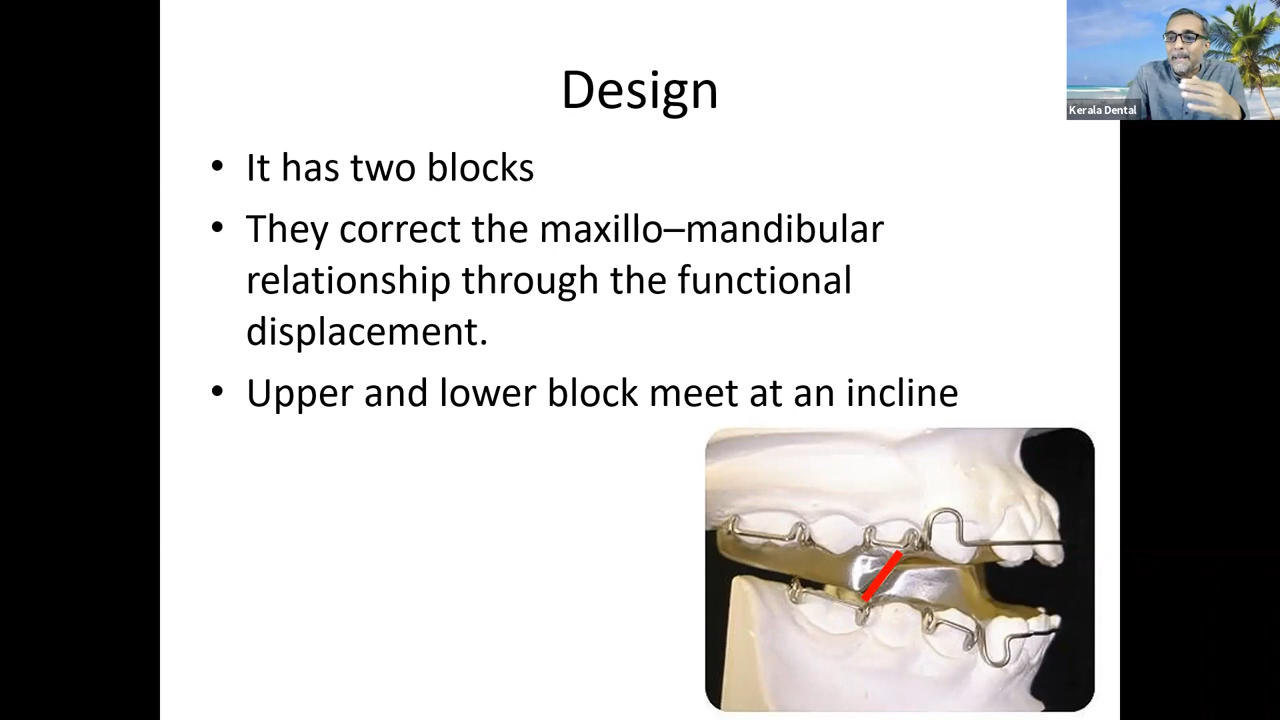 Design
• It has two blocks
• They correct the maxillo–mandibular
relationship through the functional
displacement.
• Upper and lower block meet at an incline
Kerala Dental